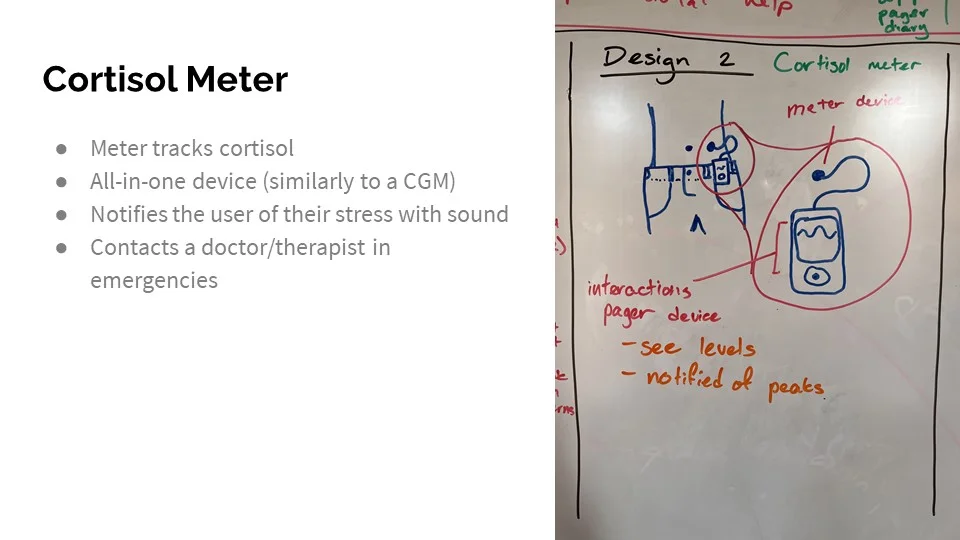 Cortisol Meter
● Meter tracks cortisol
● All-in-one device (similarly to a CGM)
● Notifies the user of their stress with sound
● Contacts a doctor/therapist in
emergencies
help
pager
diary
Design 2
Cortisol meter
meter device
interactions
pager device
- see levels
- notified of peaks